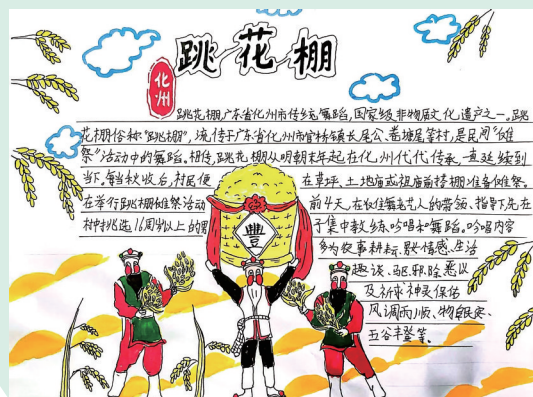 跳花棚
化州
跳花棚,广东省化州市传统舞蹈,国家级非物质文化遗产之一。跳
花棚俗称“跳棚”,流传于广东省化州市官桥镇长尾公、塘尾等村,是民间“傩
祭”活动中的舞蹈。相传,跳花棚从明朝末年起在化州代代传承,一直延续到
当下。每当秋收后,村民便在草坪、土地庙或祖庙前搭棚准备傩祭。
在举行跳棚傩祭活动前4天,在傩舞老艺人的带领、指导下先在
村中挑选16周岁以上的男子集中教练吟唱和舞蹈。吟唱内容
多为农事耕耘、情感、生活
趣谈、驱邪除恶以
及祈求神灵保佑
风调雨顺、物阜民安、
五谷丰登等。
豐